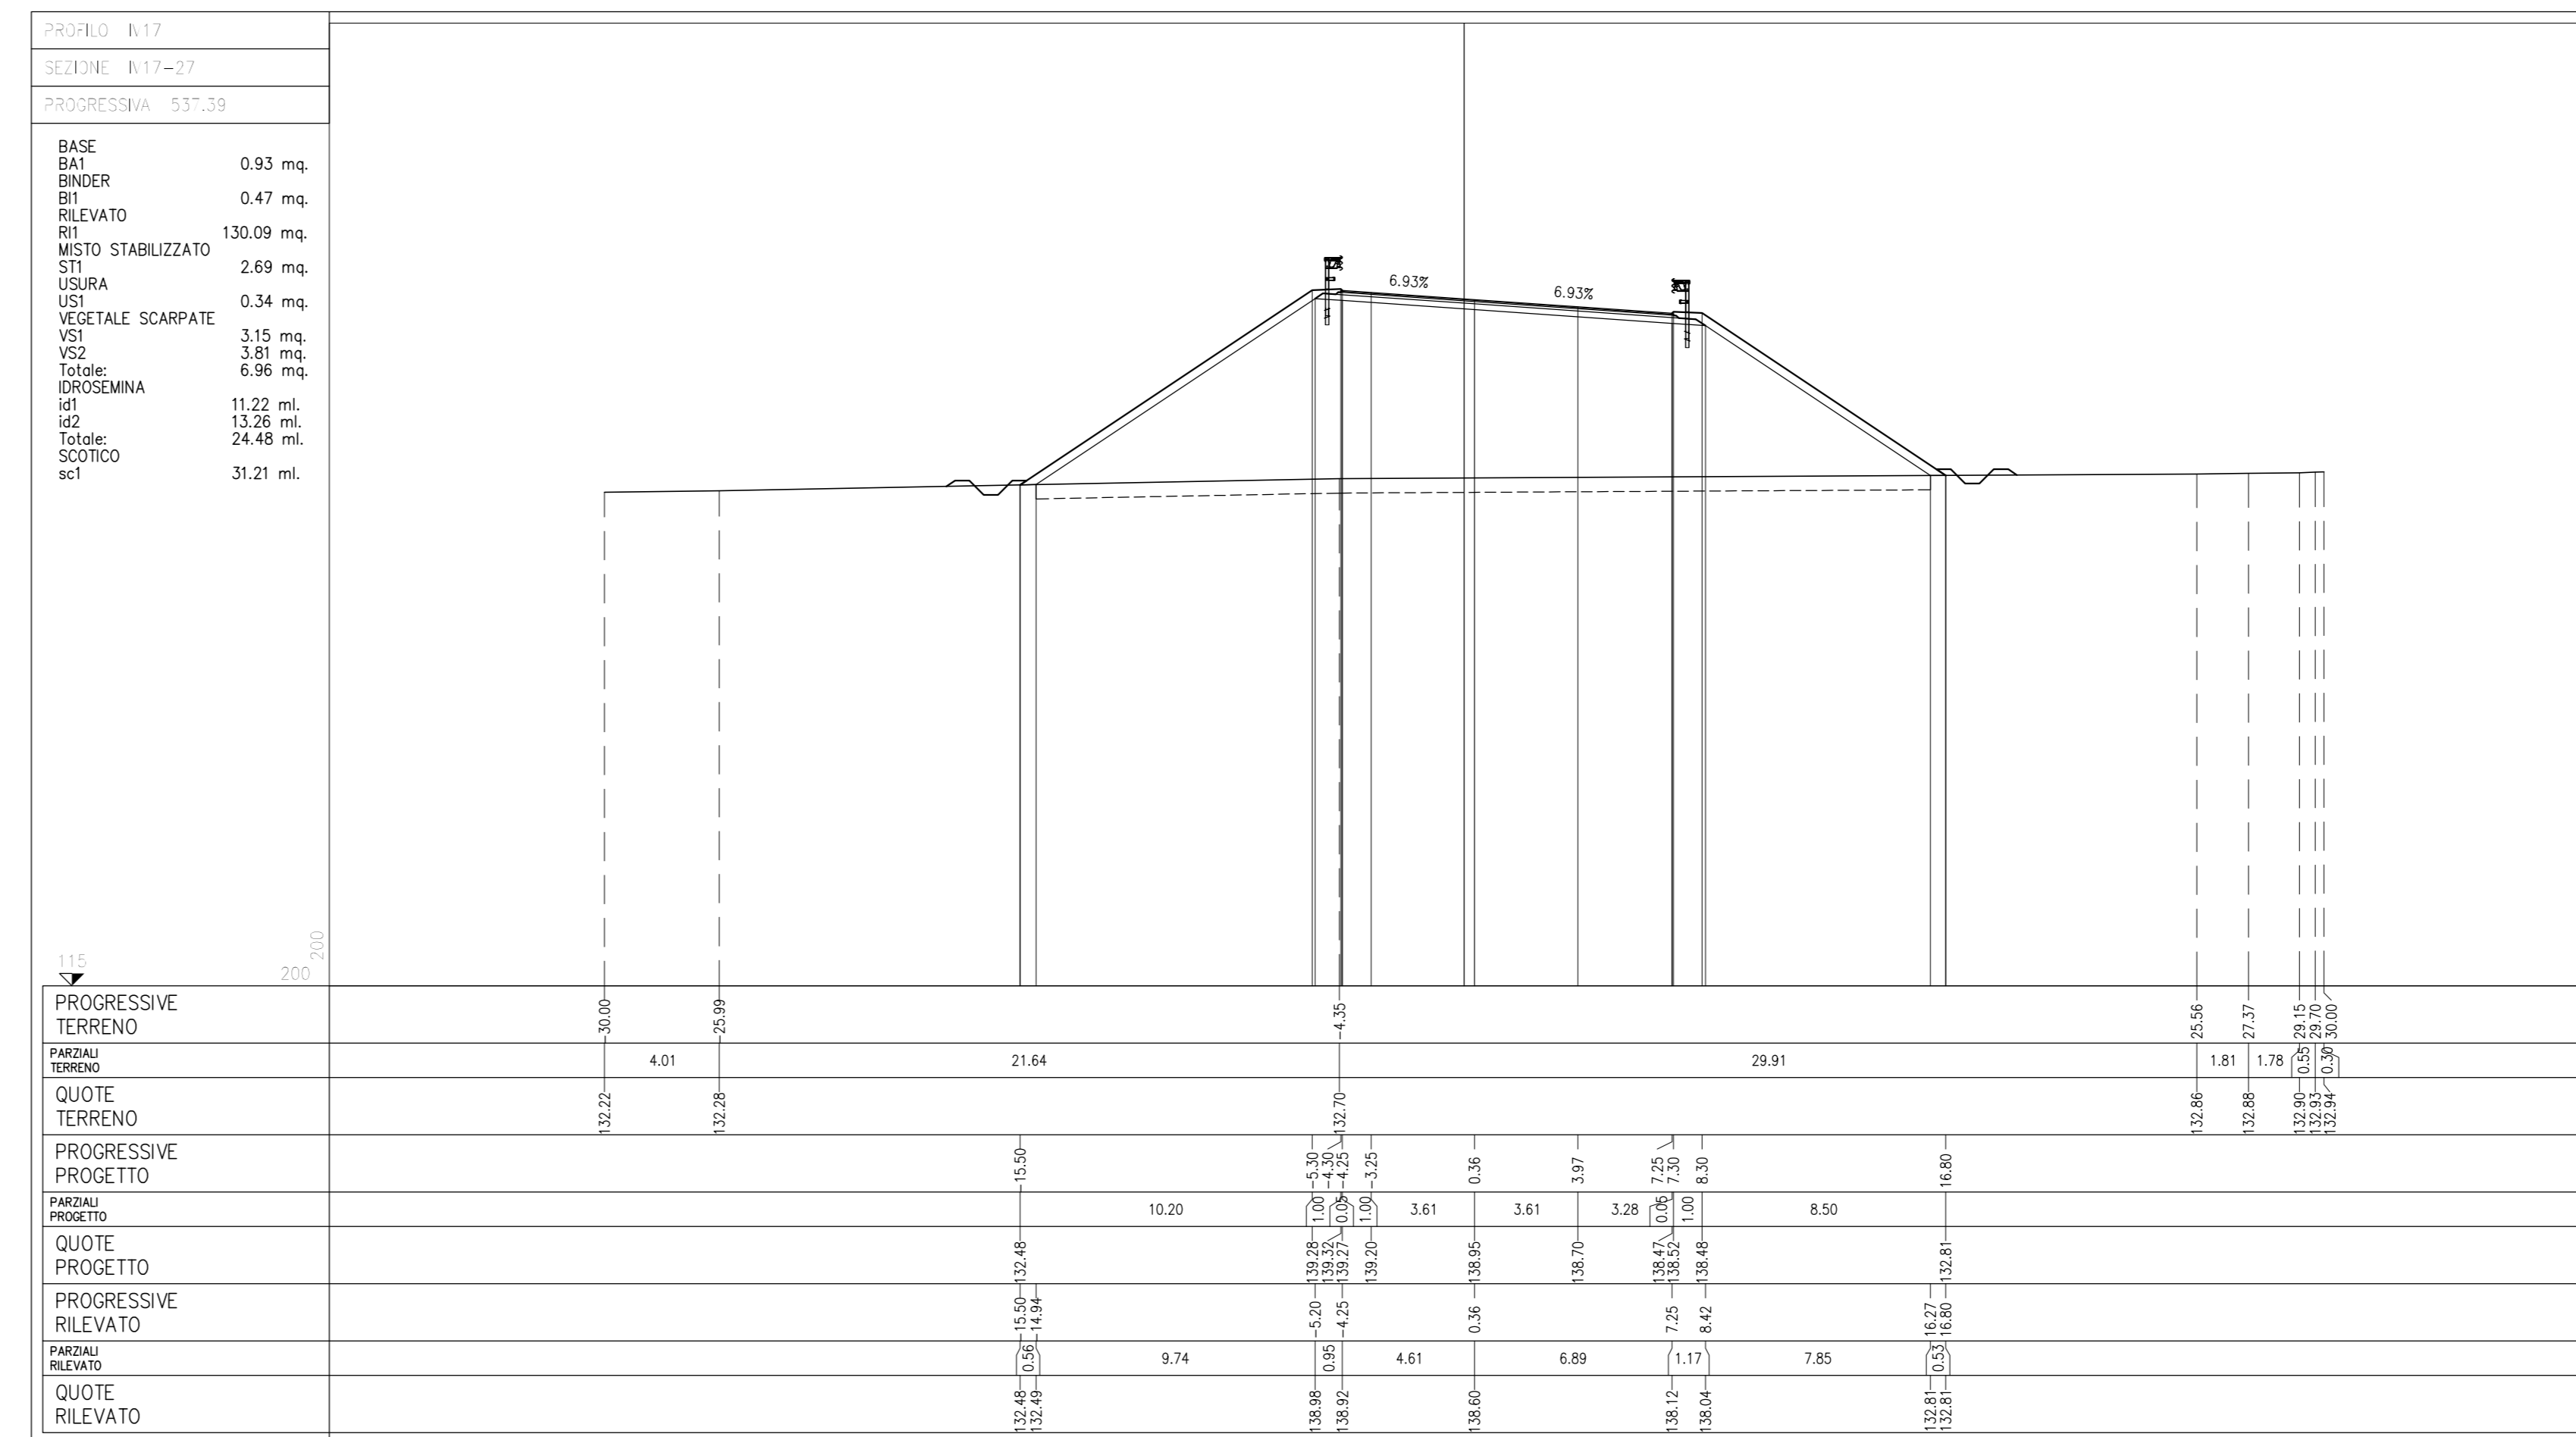 PROFILO IV17
SEZIONE IV17-27
PROGRESSIVA 537.39
BASE
BA1 0.93 mq.
BINDER
BI1 0.47 mq.
RILEVATO
RI1 130.09 mq.
MISTO STABILIZZATO
ST1 2.69 mq.
USURA
US1 0.34 mq.
VEGETALE SCARPATE
VS1 3.15 mq.
VS2 3.81 mq.
Totale: 6.96 mq.
IDROSEMINA
id1 11.22 ml.
id2 13.26 ml.
Totale: 24.48 ml.
SCOTICO
sc1 31.21 ml.
6.93% 6.93%
115 200 200
PROGRESSIVE
TERRENO
-30.00 -25.99 -4.35 25.56 27.37 29.15 29.70 30.00
PARZIALI
TERRENO
4.01 21.64 29.91 1.81 1.78 0.55 0.30
QUOTE
TERRENO
132.22 132.28 132.70 132.86 132.88 132.90 132.93 132.94
PROGRESSIVE
PROGETTO
-15.50 -5.30 -4.30 -4.25 -3.25 0.36 3.97 7.25 7.30 8.30 16.80
PARZIALI
PROGETTO
10.20 1.00 0.05 1.00 3.61 3.61 3.28 0.05 1.00 8.50
QUOTE
PROGETTO
132.48 139.28 139.32 139.27 139.20 138.95 138.70 138.47 138.52 138.48 132.81
PROGRESSIVE
RILEVATO
-15.50 -14.94 -5.20 -4.25 0.36 7.25 8.42 16.27 16.80
PARZIALI
RILEVATO
0.56 9.74 0.95 4.61 6.89 1.17 7.85 0.53
QUOTE
RILEVATO
132.48 132.49 138.98 138.92 138.60 138.12 138.04 132.81 132.81